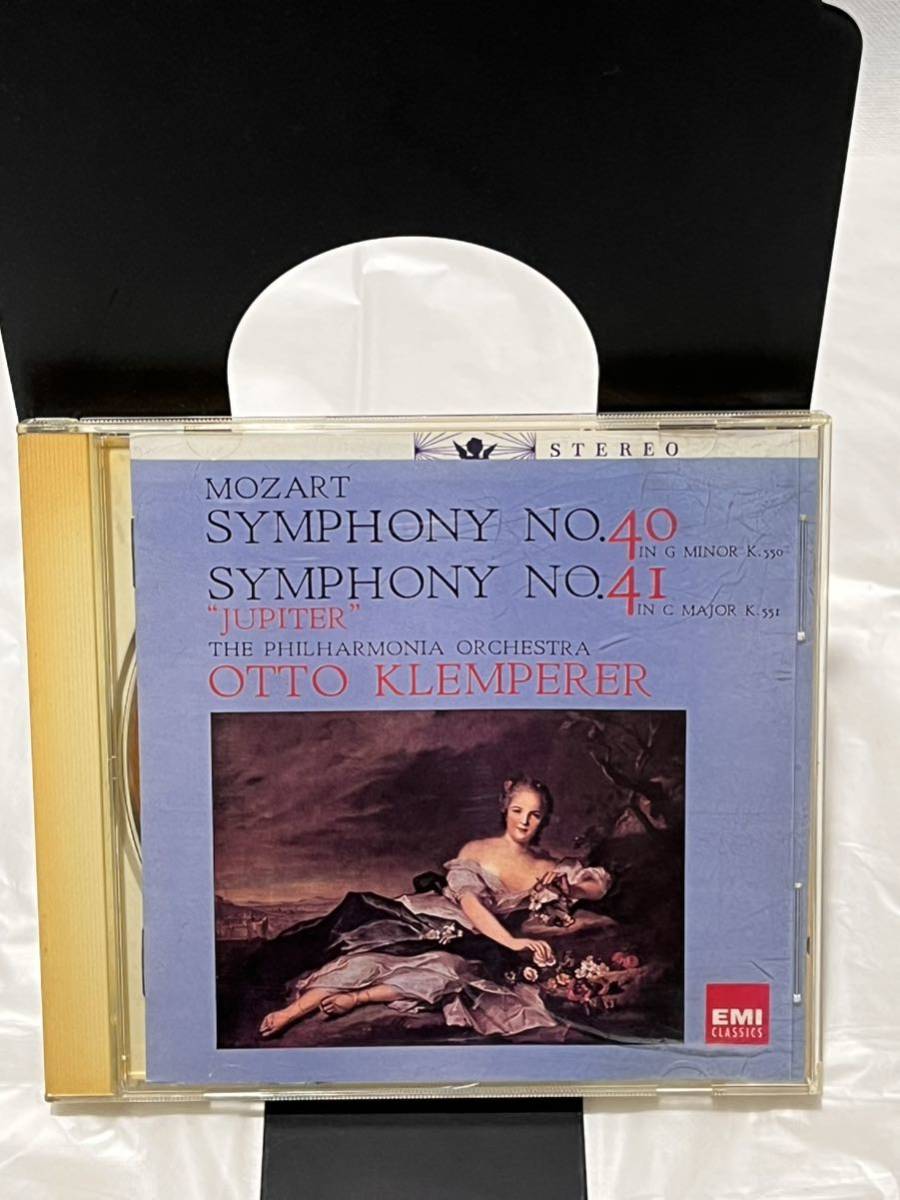 STEREO
MOZART
SYMPHONY NO.40 IN G MINOR K.550
SYMPHONY NO.41 IN C MAJOR K.551
"JUPITER"
THE PHILHARMONIA ORCHESTRA
OTTO KLEMPERER
EMI
CLASSICS